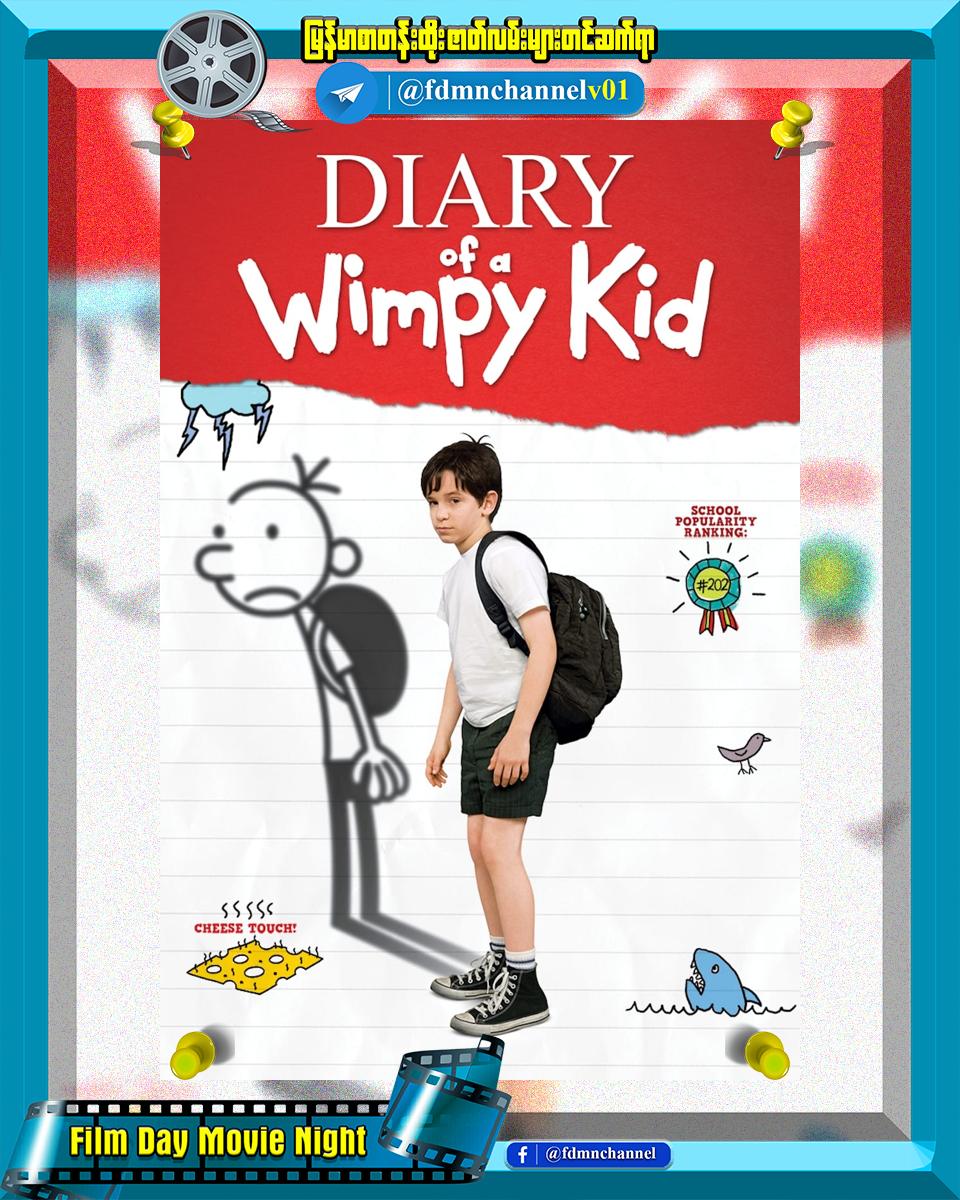 မြန်မာစာတန်းထိုးဇာတ်လမ်းများတင်ဆက်ရာ
@fdmnchannelv01
DIARY
of a
Wimpy Kid
SCHOOL
POPULARITY
RANKING:
#202
CHEESE TOUCH!
Film Day Movie Night
@fdmnchannel